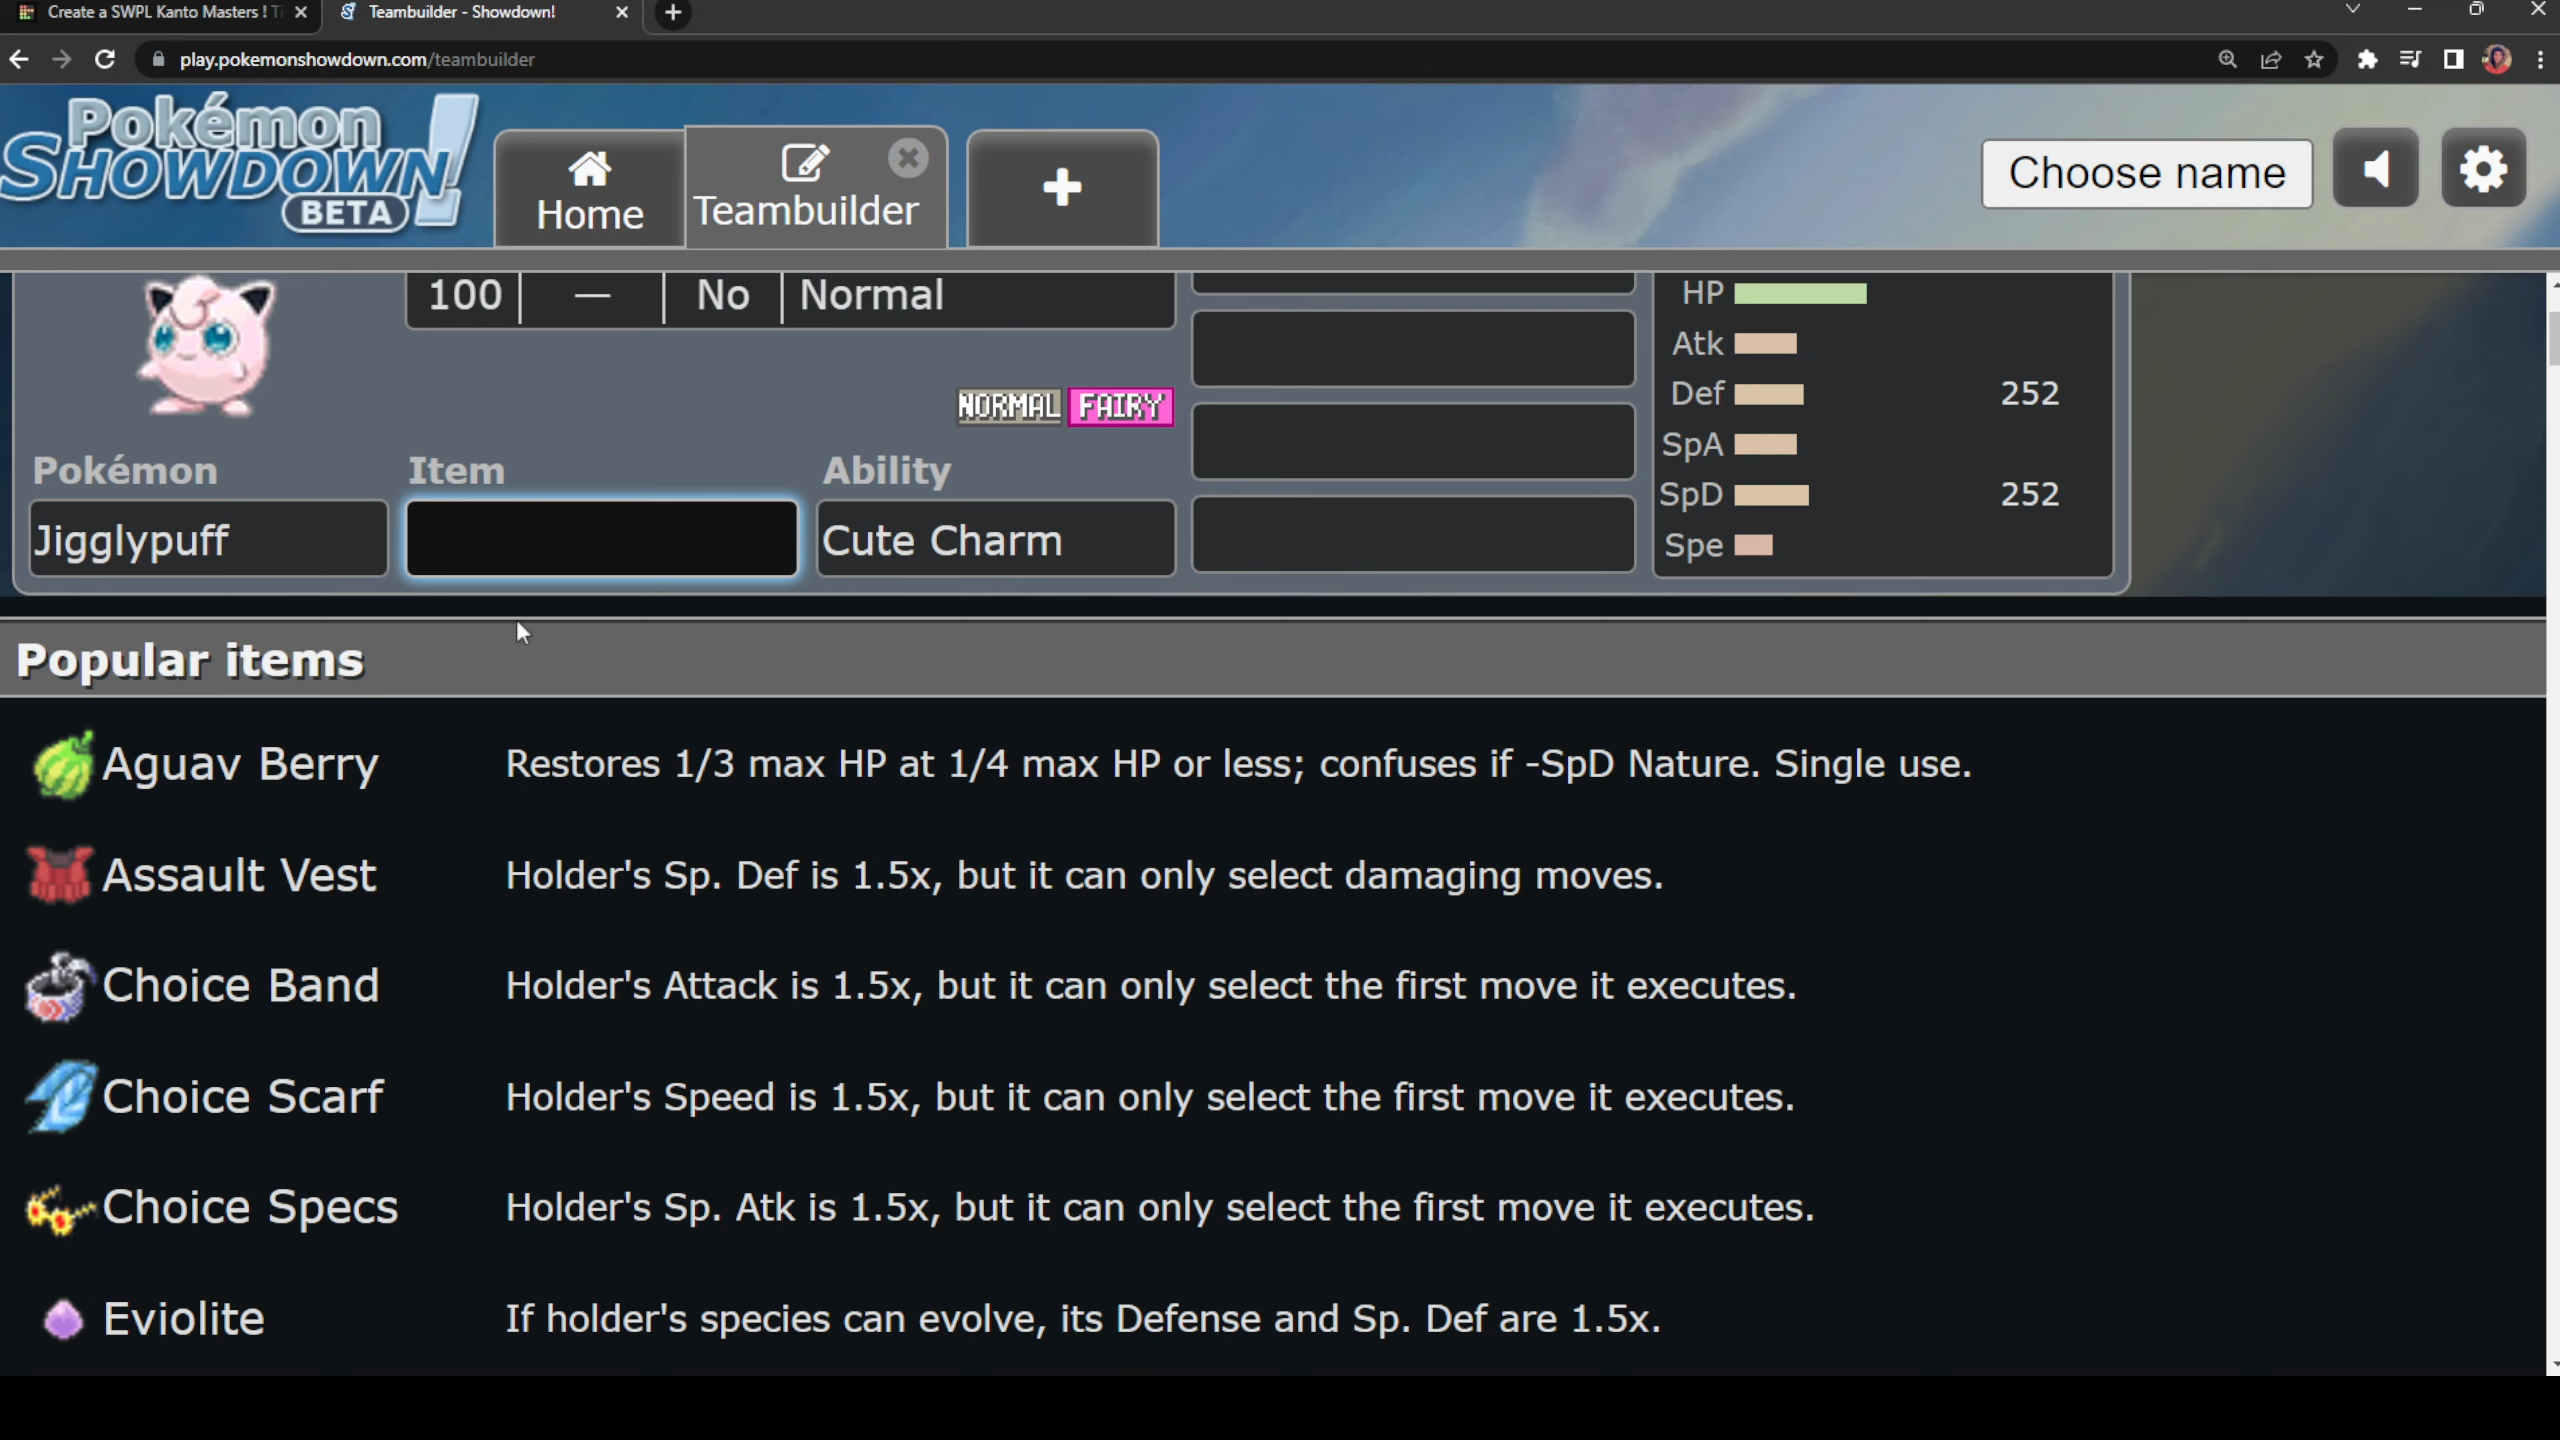 Create a SWPL Kanto Masters ! Ti
Teambuilder - Showdown!
play.pokemonshowdown.com/teambuilder
Pokémon
SHOWDOWN!
BETA
Home
Teambuilder
Choose name
100
—
No
Normal
NORMAL
FAIRY
Pokémon
Item
Ability
Jigglypuff
Cute Charm
HP
Atk
Def 252
SpA
SpD 252
Spe
Popular items
Aguav Berry Restores 1/3 max HP at 1/4 max HP or less; confuses if -SpD Nature. Single use.
Assault Vest Holder's Sp. Def is 1.5x, but it can only select damaging moves.
Choice Band Holder's Attack is 1.5x, but it can only select the first move it executes.
Choice Scarf Holder's Speed is 1.5x, but it can only select the first move it executes.
Choice Specs Holder's Sp. Atk is 1.5x, but it can only select the first move it executes.
Eviolite If holder's species can evolve, its Defense and Sp. Def are 1.5x.